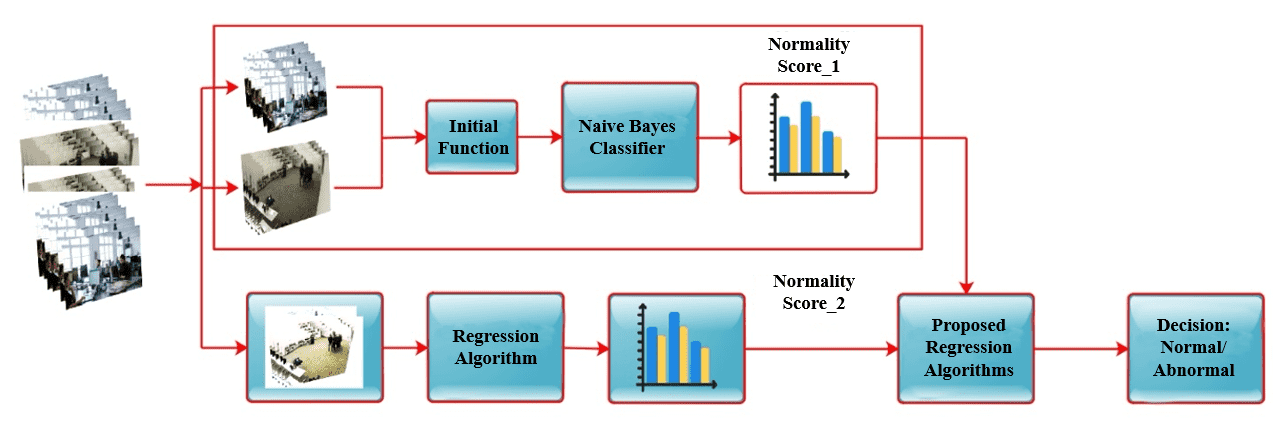 Normality
Score_1
Initial
Function
Naive Bayes
Classifier
Normality
Score_2
Regression
Algorithm
Proposed
Regression
Algorithms
Decision:
Normal/
Abnormal